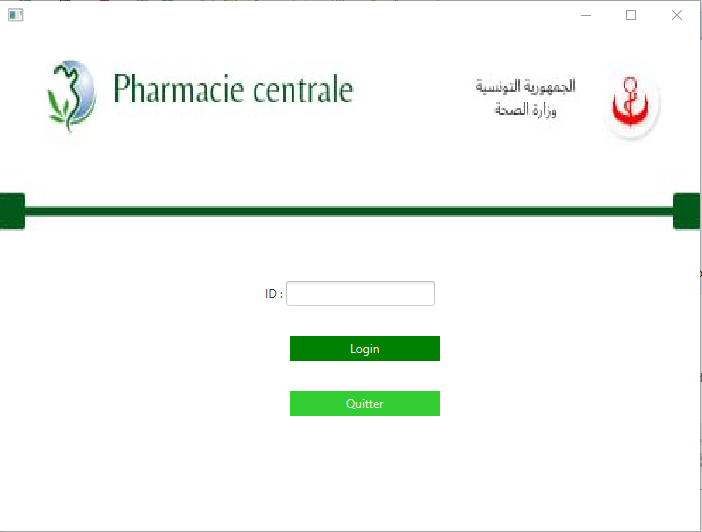 Pharmacie centrale
الجمهورية التونسية
وزارة الصحة
ID :
Login
Quitter